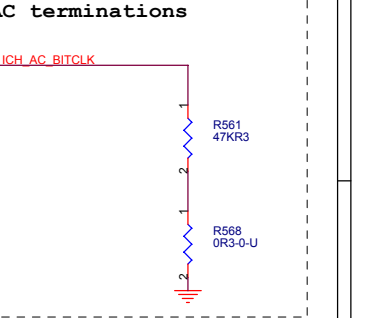 AC terminations
ICH_AC_BITCLK
1
R561
47KR3
2
1
R568
0R3-0-U
2